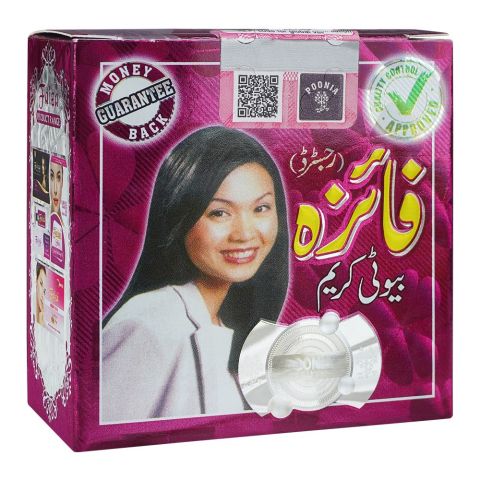 MONEY
GUARANTEE
BACK
POONIA
QUALITY CONTROL
APPROVED
(رجسٹرڈ)
فائزہ
بیوٹی کریم